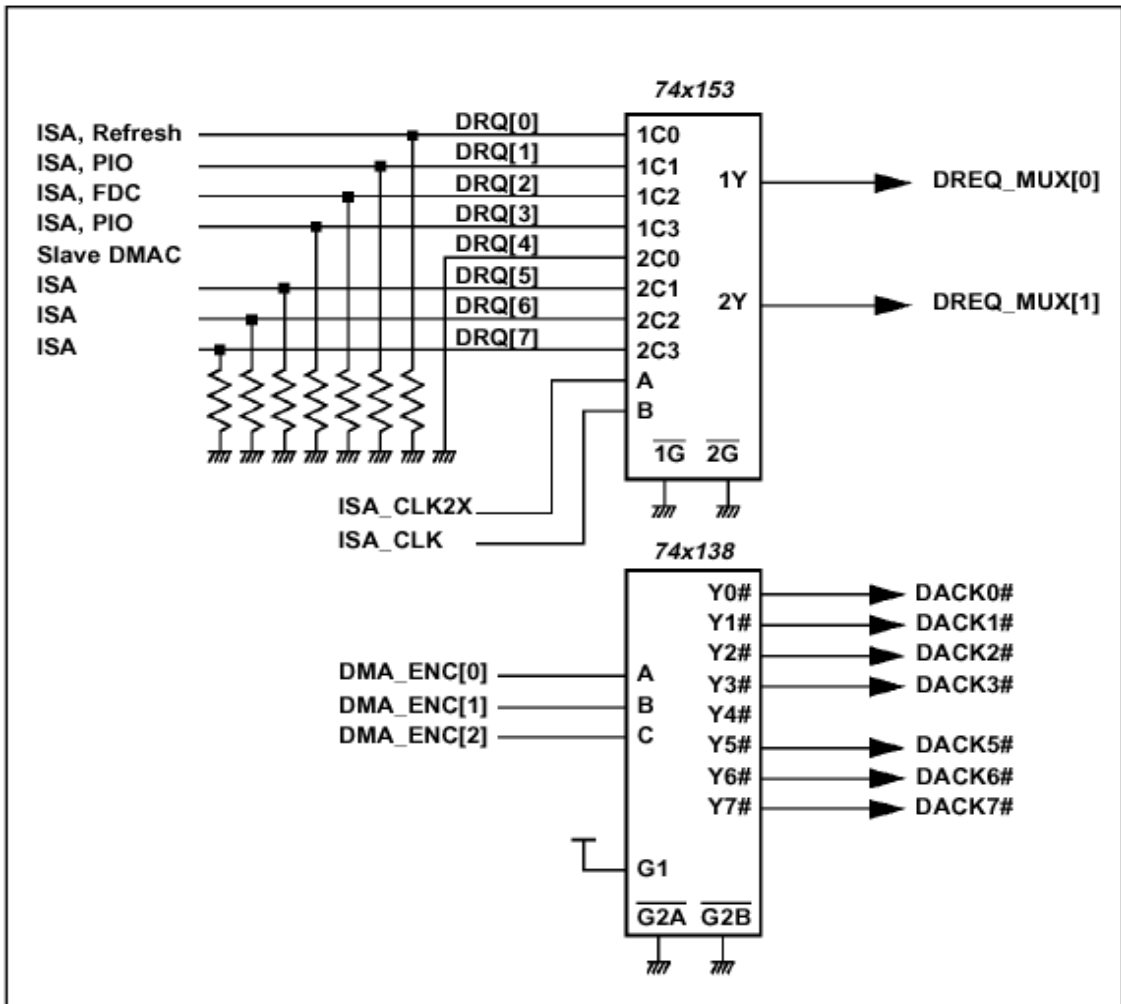 74x153
ISA, Refresh DRQ[0] 1C0
ISA, PIO DRQ[1] 1C1
1Y DREQ_MUX[0]
ISA, FDC DRQ[2] 1C2
ISA, PIO DRQ[3] 1C3
Slave DMAC DRQ[4] 2C0
ISA DRQ[5] 2C1
2Y DREQ_MUX[1]
ISA DRQ[6] 2C2
ISA DRQ[7] 2C3
A
B
1G 2G
ISA_CLK2X
ISA_CLK
74x138
Y0# DACK0#
Y1# DACK1#
Y2# DACK2#
DMA_ENC[0] A Y3# DACK3#
DMA_ENC[1] B Y4#
DMA_ENC[2] C Y5# DACK5#
Y6# DACK6#
Y7# DACK7#
G1
G2A G2B